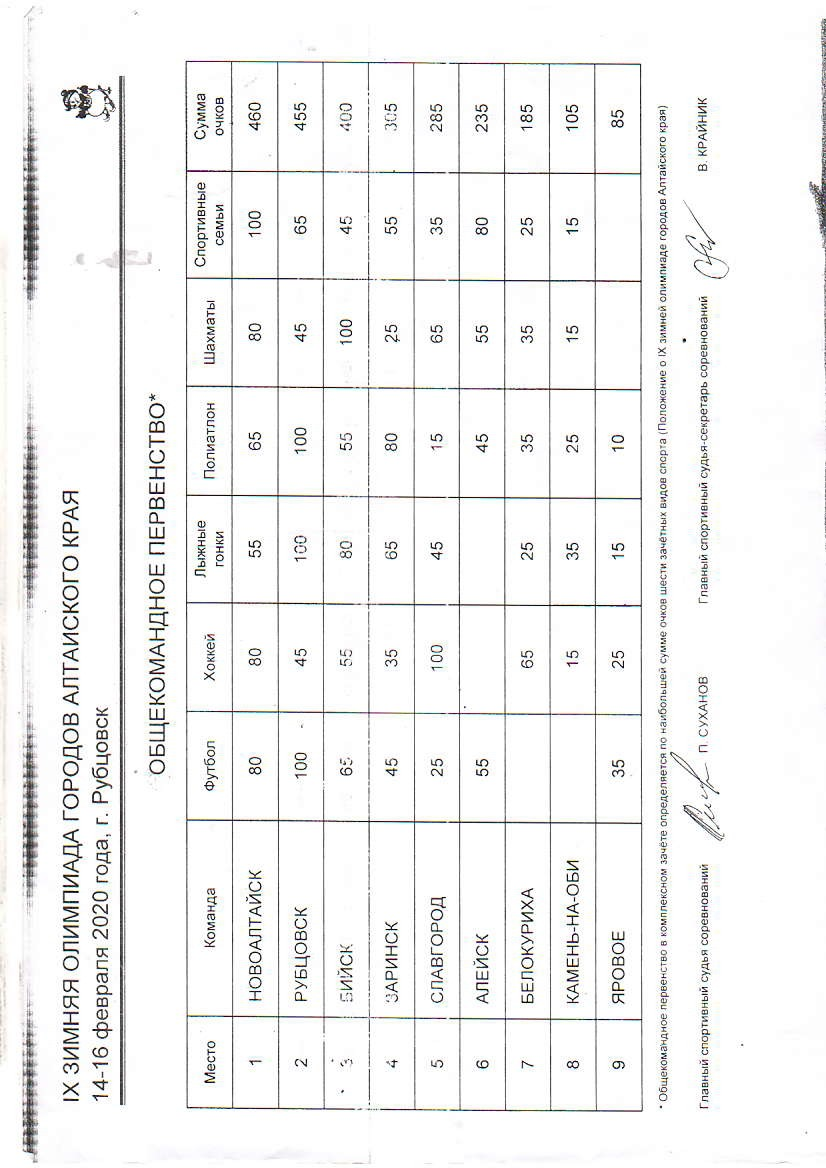 IX ЗИМНЯЯ ОЛИМПИАДА ГОРОДОВ АЛТАЙСКОГО КРАЯ
14-16 февраля 2020 года, г. Рубцовск
ОБЩЕКОМАНДНОЕ ПЕРВЕНСТВО*
Место Команда Футбол Хоккей Лыжные гонки Полиатлон Шахматы Спортивные семьи Сумма очков
1 НОВОАЛТАЙСК 80 80 55 65 80 100 460
2 РУБЦОВСК 100 45 100 100 45 65 455
3 БИЙСК 65 55 80 55 100 45 400
4 ЗАРИНСК 45 35 65 80 25 55 305
5 СЛАВГОРОД 25 100 45 15 65 35 285
6 АЛЕЙСК 55 45 55 80 235
7 БЕЛОКУРИХА 65 25 35 35 25 185
8 КАМЕНЬ-НА-ОБИ 15 35 25 15 15 105
9 ЯРОВОЕ 35 25 15 10 85
* Общекомандное первенство в комплексном зачёте определяется по наибольшей сумме очков шести зачётных видов спорта (Положение о IX зимней олимпиаде городов Алтайского края)
Главный спортивный судья соревнований П. СУХАНОВ Главный спортивный судья-секретарь соревнований В. КРАЙНИК